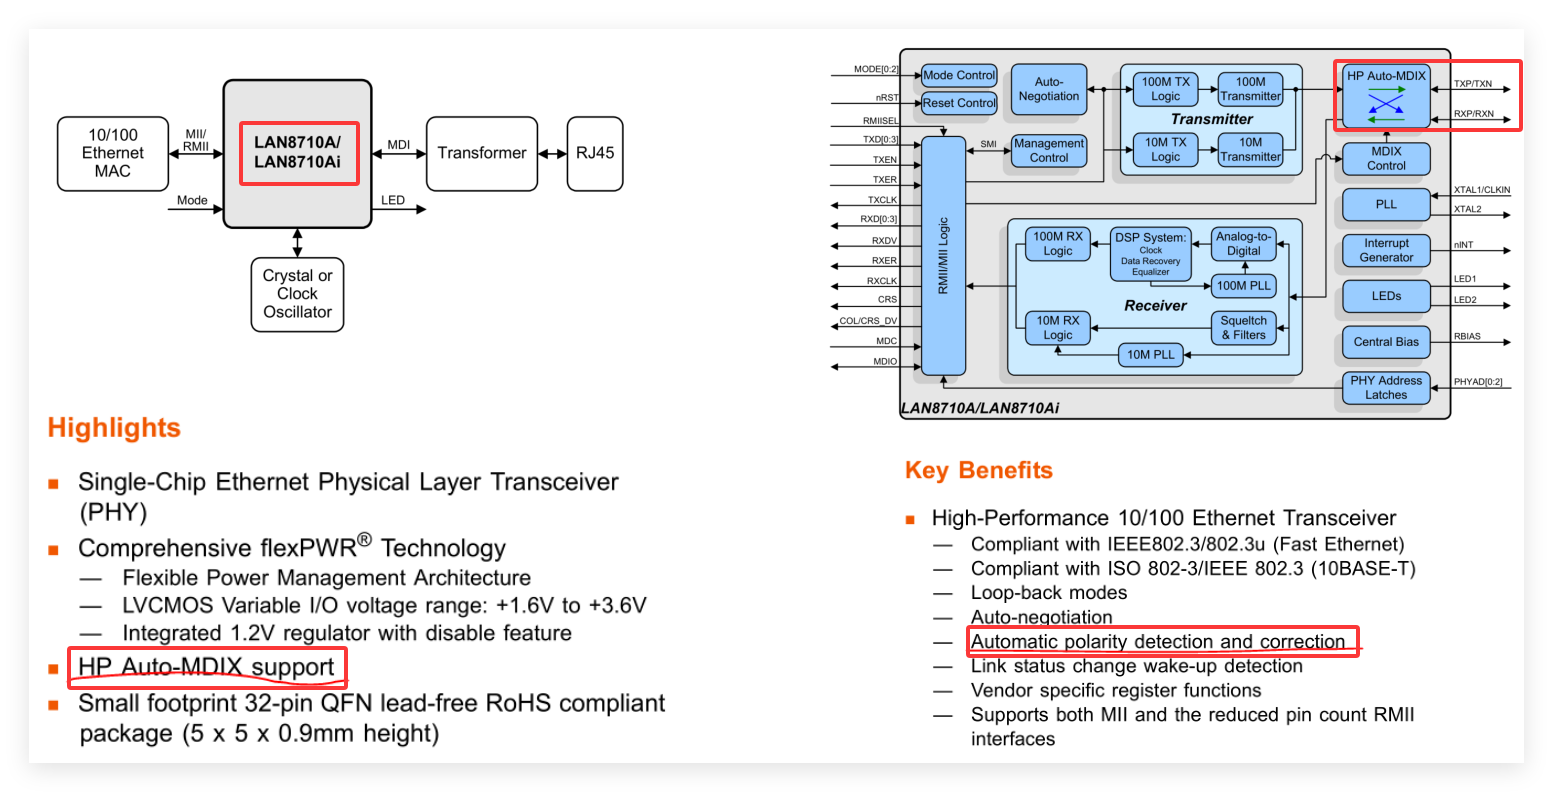 10/100
Ethernet
MAC
MII/
RMII
Mode
LAN8710A/
LAN8710Ai
MDI
LED
Transformer
RJ45
Crystal or
Clock
Oscillator
Highlights
Single-Chip Ethernet Physical Layer Transceiver
(PHY)
Comprehensive flexPWR® Technology
— Flexible Power Management Architecture
— LVCMOS Variable I/O voltage range: +1.6V to +3.6V
— Integrated 1.2V regulator with disable feature
HP Auto-MDIX support
Small footprint 32-pin QFN lead-free RoHS compliant
package (5 x 5 x 0.9mm height)
MODE[0:2]
nRST
RMIISEL
TXD[0:3]
TXEN
TXER
TXCLK
RXD[0:3]
RXDV
RXER
RXCLK
CRS
COL/CRS_DV
MDC
MDIO
Mode Control
Reset Control
Auto-
Negotiation
SMI
Management
Control
RMII/MII Logic
100M TX
Logic
100M
Transmitter
Transmitter
10M TX
Logic
10M
Transmitter
100M RX
Logic
DSP System:
Clock
Data Recovery
Equalizer
Analog-to-
Digital
100M PLL
Receiver
10M RX
Logic
Squeltch
& Filters
10M PLL
HP Auto-MDIX
MDIX
Control
PLL
Interrupt
Generator
LEDs
Central Bias
PHY Address
Latches
TXP/TXN
RXP/RXN
XTAL1/CLKIN
XTAL2
nINT
LED1
LED2
RBIAS
PHYAD[0:2]
LAN8710A/LAN8710Ai
Key Benefits
High-Performance 10/100 Ethernet Transceiver
— Compliant with IEEE802.3/802.3u (Fast Ethernet)
— Compliant with ISO 802-3/IEEE 802.3 (10BASE-T)
— Loop-back modes
— Auto-negotiation
— Automatic polarity detection and correction
— Link status change wake-up detection
— Vendor specific register functions
— Supports both MII and the reduced pin count RMII
interfaces